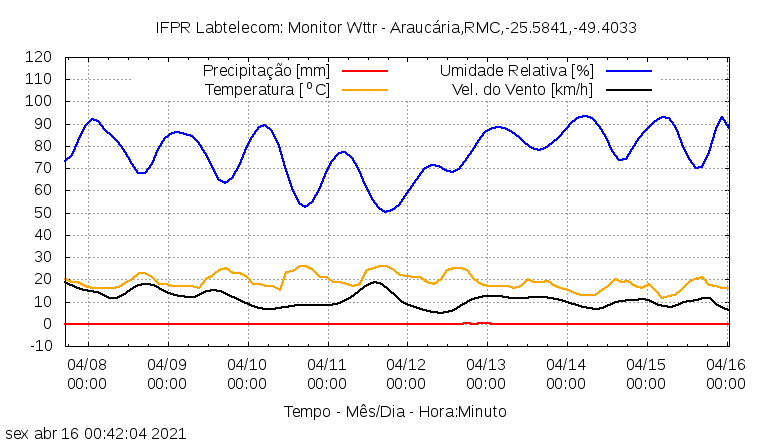 IFPR Labtelecom: Monitor Wttr - Araucária,RMC,-25.5841,-49.4033
Precipitação [mm]
Umidade Relativa [%]
Temperatura [ ⁰C]
Vel. do Vento [km/h]
120
110
100
90
80
70
60
50
40
30
20
10
0
-10
04/08 04/09 04/10 04/11 04/12 04/13 04/14 04/15 04/16
00:00 00:00 00:00 00:00 00:00 00:00 00:00 00:00 00:00
Tempo - Mês/Dia - Hora:Minuto
sex abr 16 00:42:04 2021